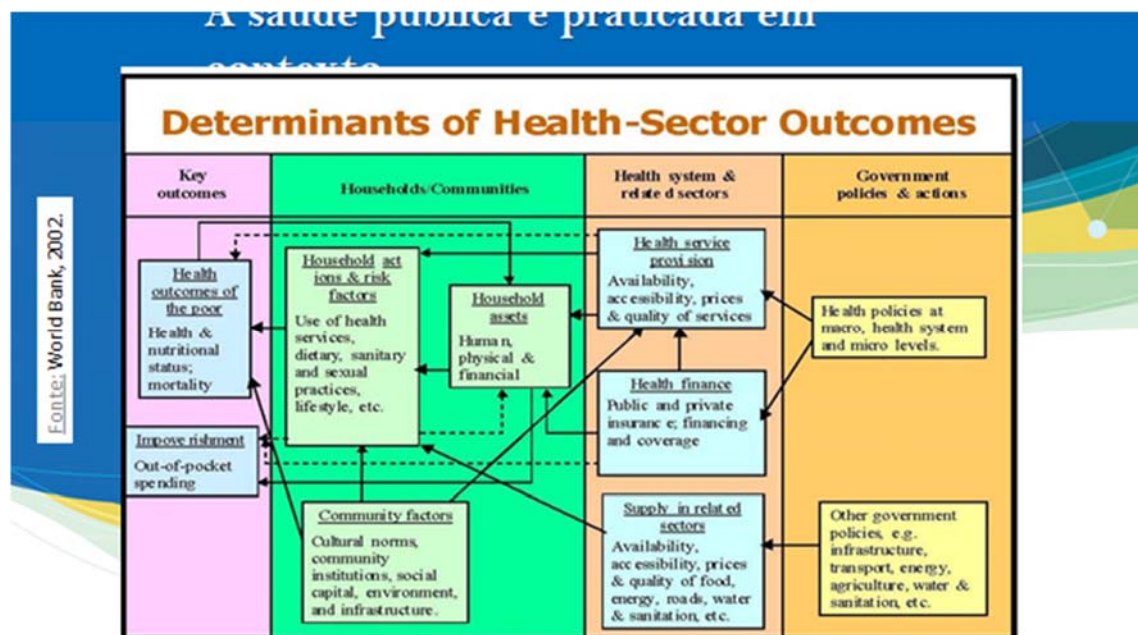 A saúde pública é praticada em
contexto
Determinants of Health-Sector Outcomes
Key
outcomes
Households/Communities
Health system &
related sectors
Government
policies & actions
Fonte: World Bank, 2002.
Health
outcomes of
the poor
Health &
nutritional
status;
mortality
Impove rishment
Out-of-pocket
spending
Household act
ions & risk
factors
Use of health
services,
dietary, sanitary
and sexual
practices,
lifestyle, etc.
Household
assets
Human,
physical &
financial
Community factors
Cultural norms,
community
institutions, social
capital, environment,
and infrastructure.
Health service
provision
Availability,
accessibility, prices
& quality of services
Health finance
Public and private
insurance; financing
and coverage
Supply in related
sectors
Availability,
accessibility, prices
& quality of food,
energy, roads, water
& sanitation, etc.
Health policies at
macro, health system
and micro levels.
Other government
policies, e.g.
infrastructure,
transport, energy,
agriculture, water &
sanitation, etc.